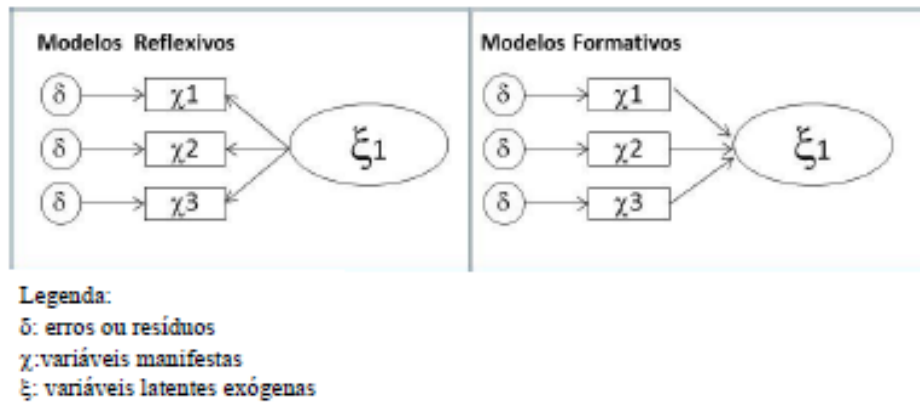 Modelos Reflexivos
δ
χ1
δ
χ2
δ
χ3
ξ1
Modelos Formativos
δ
χ1
δ
χ2
δ
χ3
ξ1
Legenda:
δ: erros ou resíduos
χ:variáveis manifestas
ξ: variáveis latentes exógenas